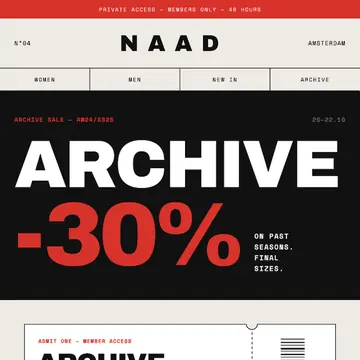 PRIVATE ACCESS — MEMBERS ONLY — 48 HOURS
N°04
NAAD
AMSTERDAM
WOMEN
MEN
NEW IN
ARCHIVE
ARCHIVE SALE — AW24/SS25
20—22.10
ARCHIVE
-30%
ON PAST
SEASONS.
FINAL
SIZES.
ADMIT ONE — MEMBER ACCESS
ARCHIVE